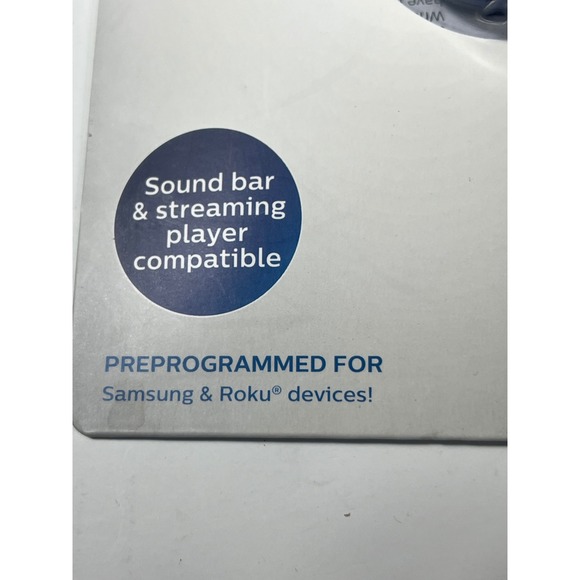 Sound bar
& streaming
player
compatible
PREPROGRAMMED FOR
Samsung & Roku® devices!